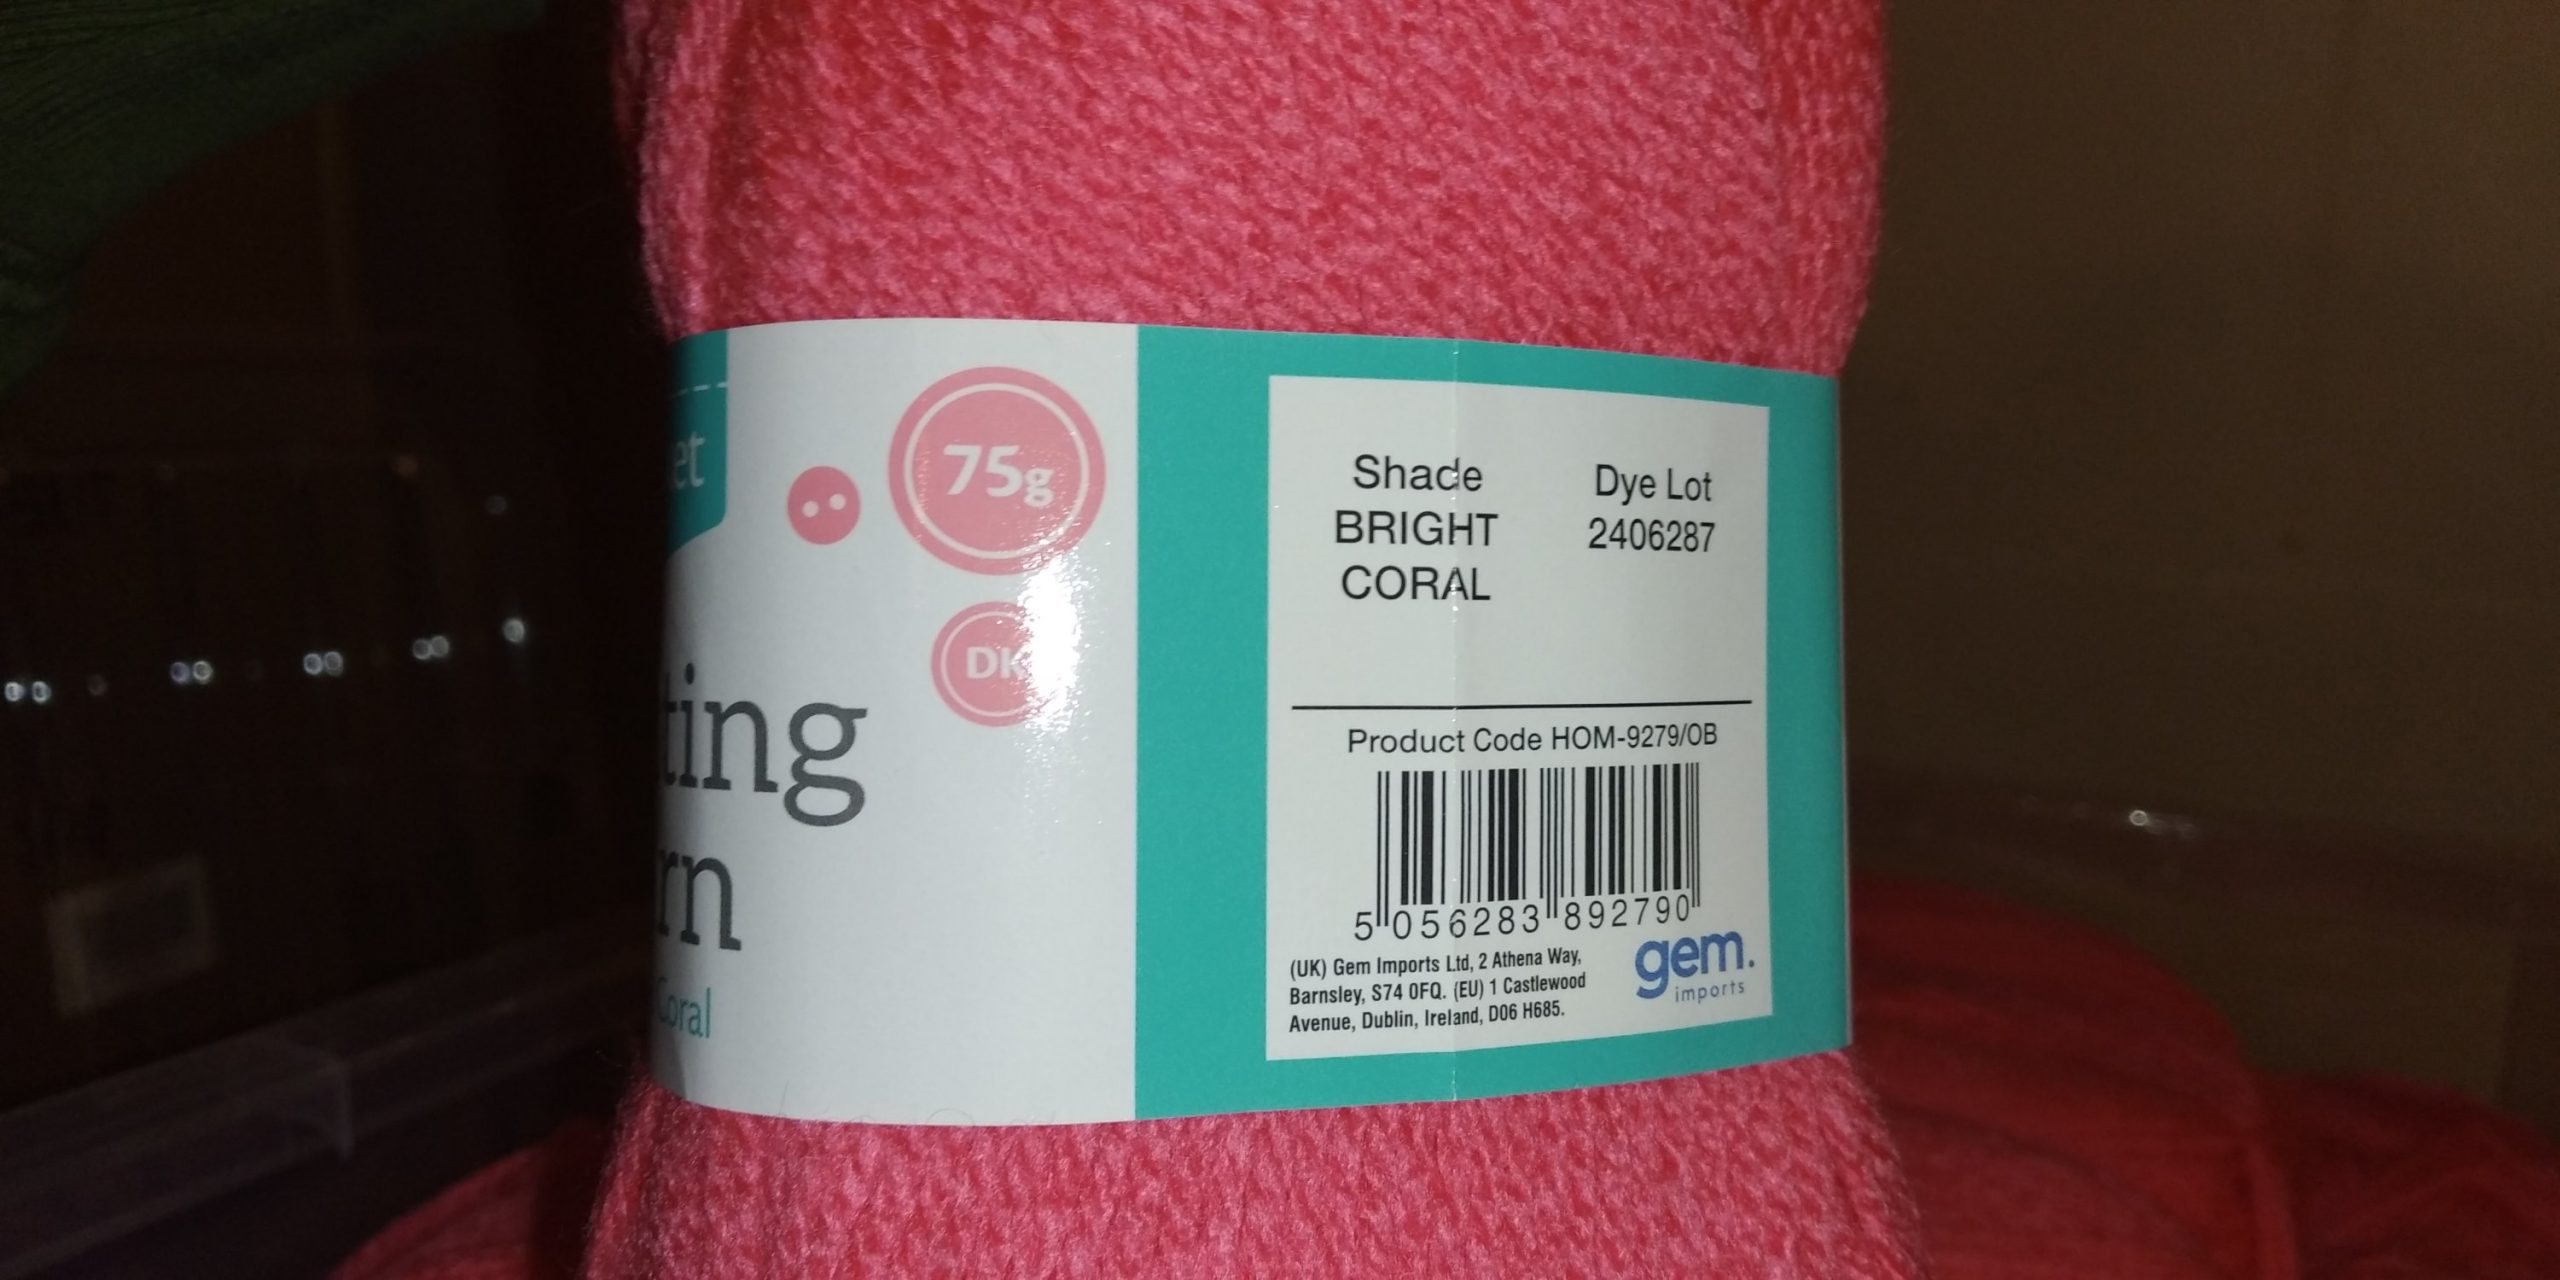 et
75g
DK
ting
rn
Coral
Shade
BRIGHT
CORAL
Dye Lot
2406287
Product Code HOM-9279/OB
5 056283 892790
(UK) Gem Imports Ltd, 2 Athena Way,
Barnsley, S74 0FQ. (EU) 1 Castlewood
Avenue, Dublin, Ireland, D06 H685.
gem.
imports